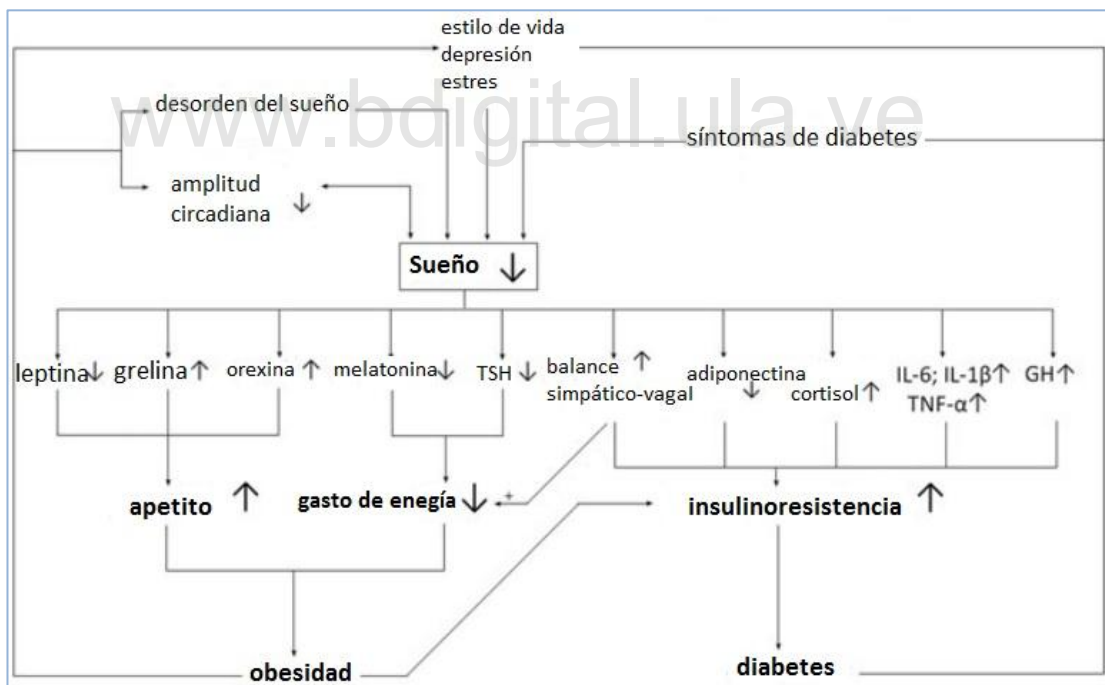 estilo de vida
depresión
estres
www.bdigital.ula.ve
desorden del sueño
síntomas de diabetes
amplitud
circadiana ↓
Sueño ↓
leptina↓ grelina↑ orexina ↑ melatonina↓ TSH ↓ balance ↑ adiponectina ↓ cortisol↑ IL-6; IL-1β↑ GH↑
simpático-vagal TNF-α↑
apetito ↑ gasto de enegía ↓ + insulinoresistencia ↑
obesidad diabetes